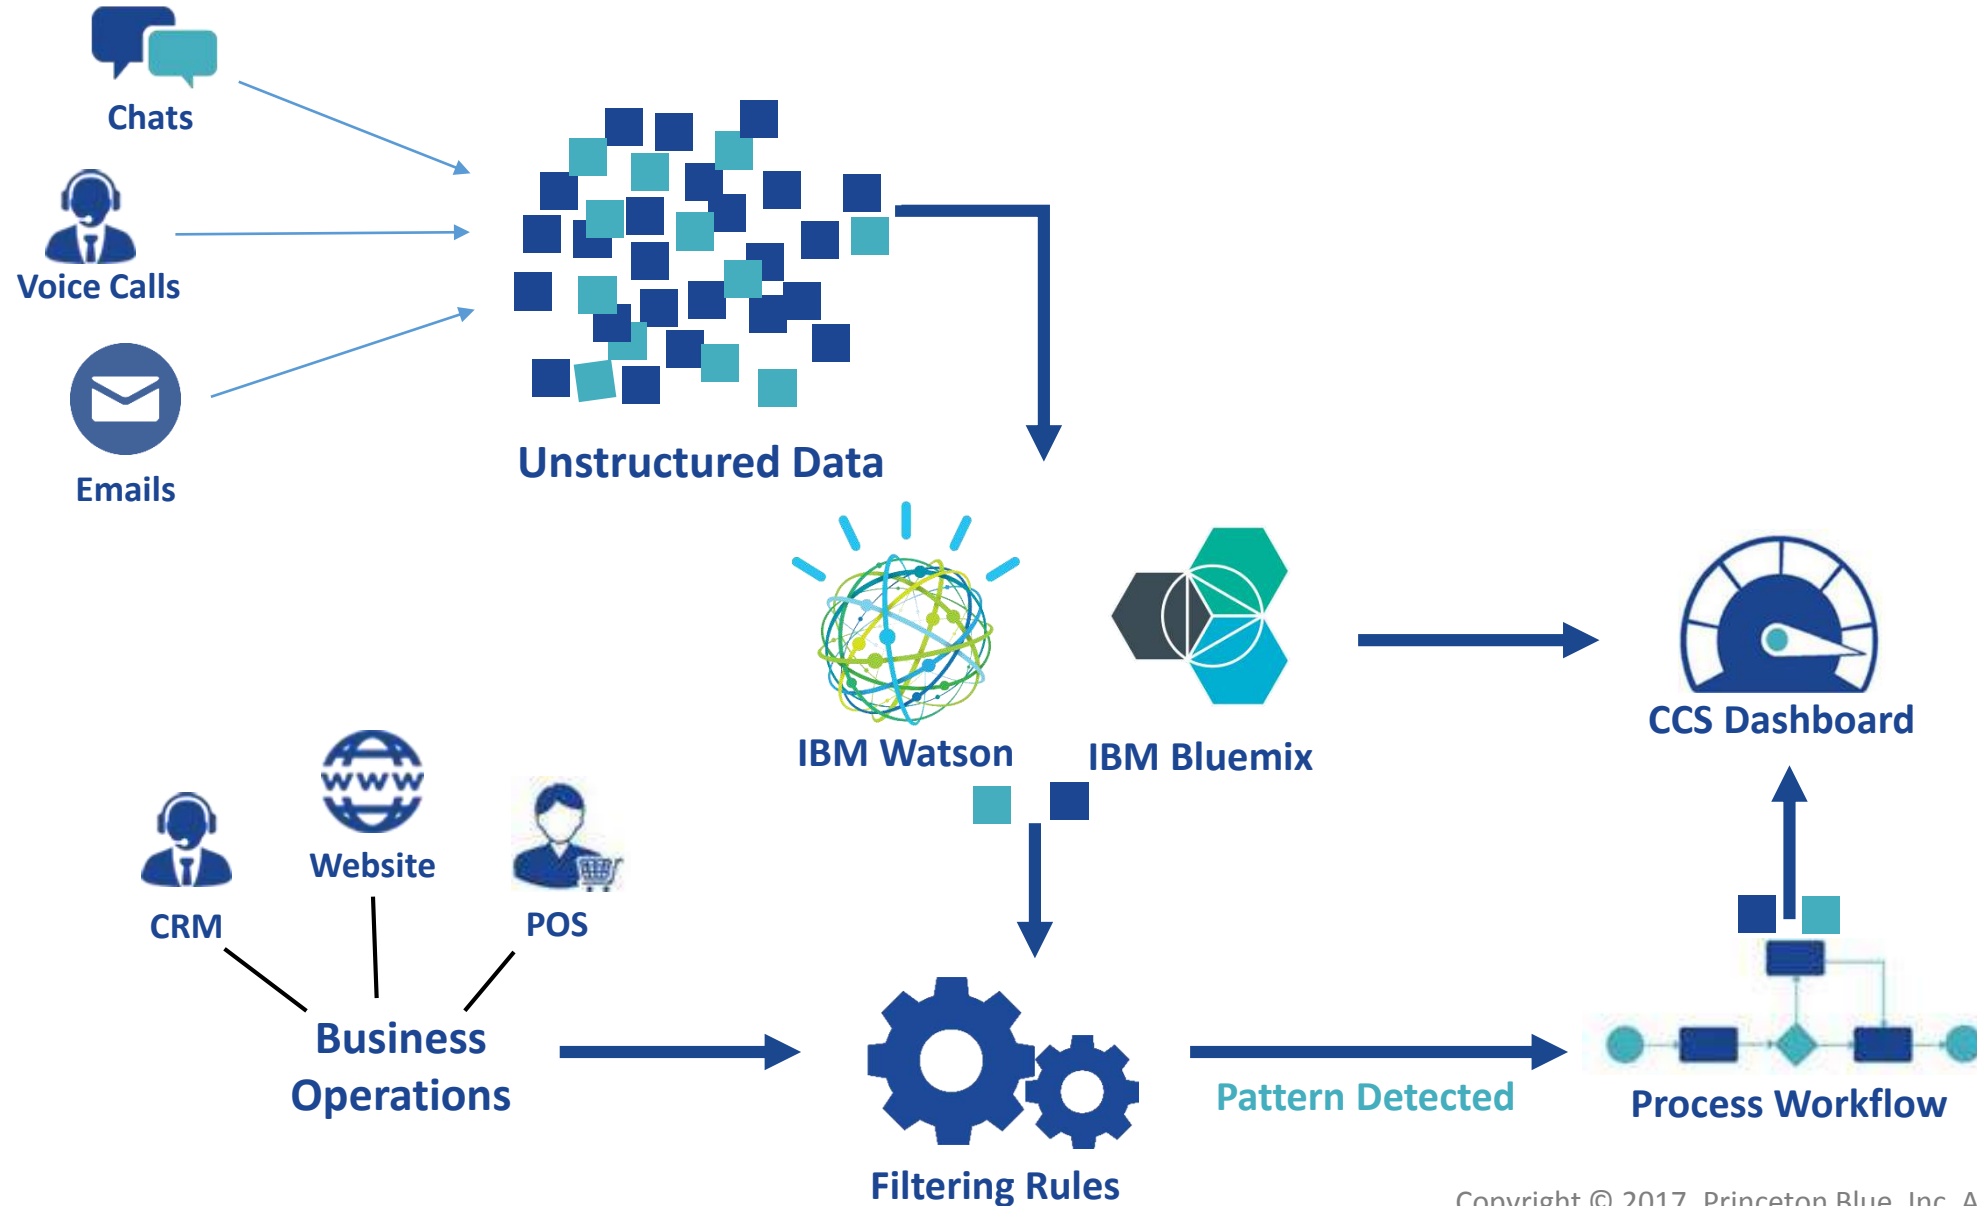 Chats
Voice Calls
Emails
Unstructured Data
IBM Watson
IBM Bluemix
CCS Dashboard
www
Website
CRM
POS
Business
Operations
Pattern Detected
Process Workflow
Filtering Rules
Copyright © 2017 Princeton Blue, Inc. A